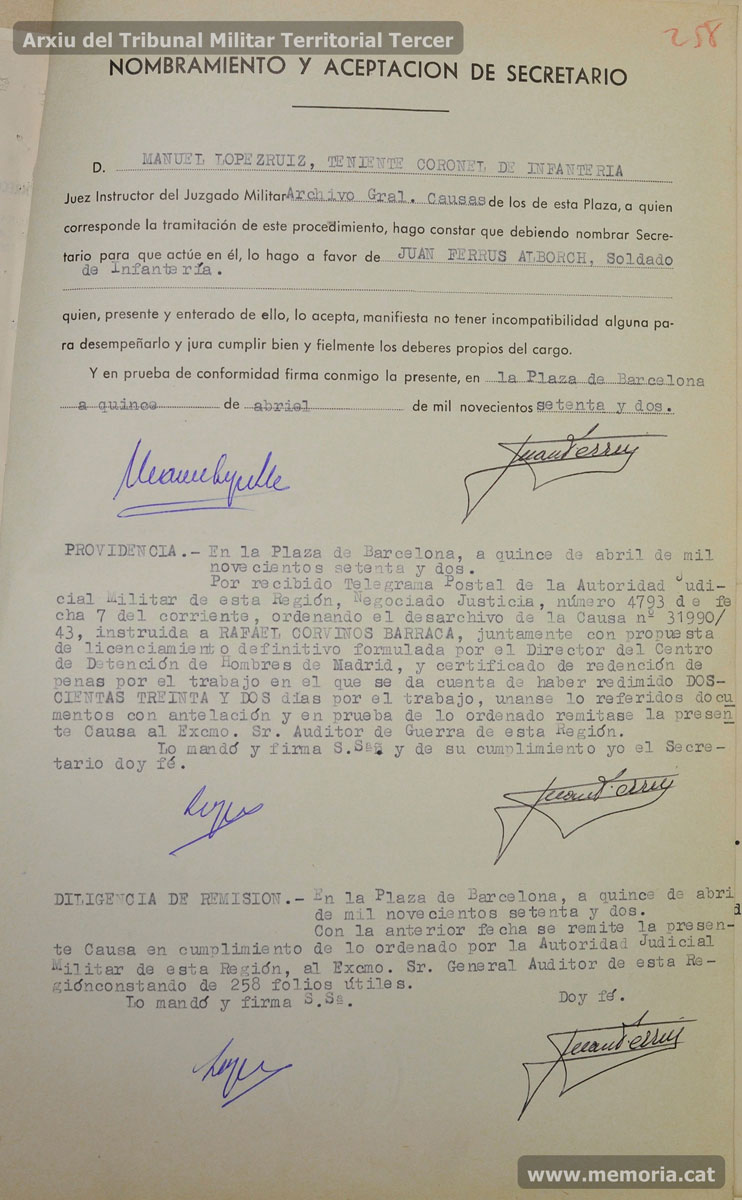 Arxiu del Tribunal Militar Territorial Tercer
258
NOMBRAMIENTO Y ACEPTACION DE SECRETARIO
D. MANUEL LOPEZRUIZ, TENIENTE CORONEL DE INFANTERIA
Juez Instructor del Juzgado Militar Archivo Gral. Causas de los de esta Plaza, a quien
corresponde la tramitación de este procedimiento, hago constar que debiendo nombrar Secre-
tario para que actúe en él, lo hago a favor de JUAN FERRUS ALBORCH, Soldado
de Infantería.
quien, presente y enterado de ello, lo acepta, manifiesta no tener incompatibilidad alguna pa-
ra desempeñarlo y jura cumplir bien y fielmente los deberes propios del cargo.
Y en prueba de conformidad firma conmigo la presente, en la Plaza de Barcelona
a quince de abriel de mil novecientos setenta y dos.
PROVIDENCIA.- En la Plaza de Barcelona, a quince de abril de mil
novecientos setenta y dos.
Por recibido Telegrama Postal de la Autoridad Judi-
cial Militar de esta Región, Negociado Justicia, número 4793 de fe
cha 7 del corriente, ordenando el desarchivo de la Causa nº 31990/
43, instruida a RAFAEL CORVINOS BARRACA, juntamente con propuesta
de licenciamiento definitivo formulada por el Director del Centro
de Detención de Hombres de Madrid, y certificado de redención de
penas por el trabajo en el que se da cuenta de haber redimido DOS-
CIENTAS TREINTA Y DOS días por el trabajo, unanse lo referidos docu
mentos con antelación y en prueba de lo ordenado remitase la presen
te Causa al Excmo. Sr. Auditor de Guerra de esta Región.
Lo mandó y firma S.Sª. y de su cumplimiento yo el Secre-
tario doy fé.
DILIGENCIA DE REMISION.- En la Plaza de Barcelona, a quince de abri
de mil novecientos setenta y dos.
Con la anterior fecha se remite la presen-
te Causa en cumplimiento de lo ordenado por la Autoridad Judicial
Militar de esta Región, al Excmo. Sr. General Auditor de esta Re-
giónconstando de 258 folios útiles.
Lo mandó y firma S.Sª. Doy fé.
www.memoria.cat